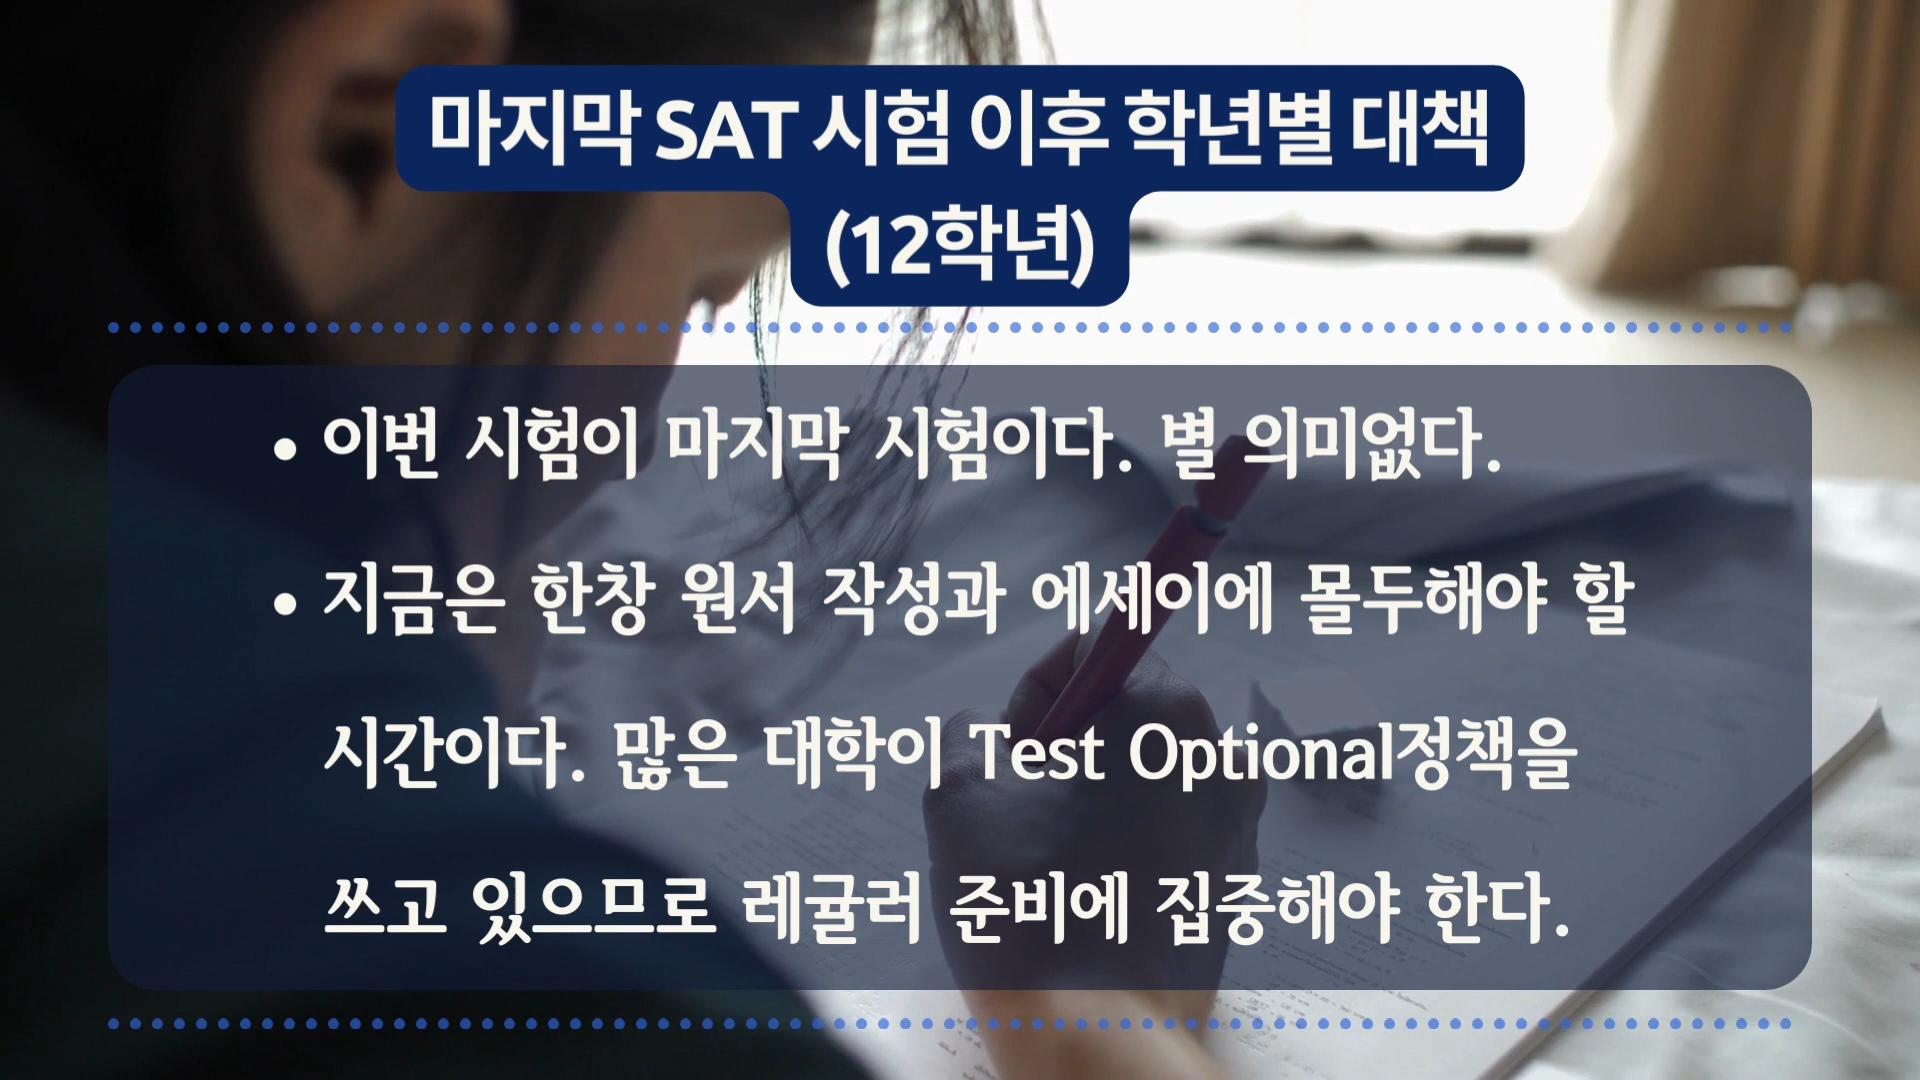 마지막 SAT 시험 이후 학년별 대책
(12학년)
• 이번 시험이 마지막 시험이다. 별 의미없다.
• 지금은 한창 원서 작성과 에세이에 몰두해야 할
시간이다. 많은 대학이 Test Optional정책을
쓰고 있으므로 레귤러 준비에 집중해야 한다.